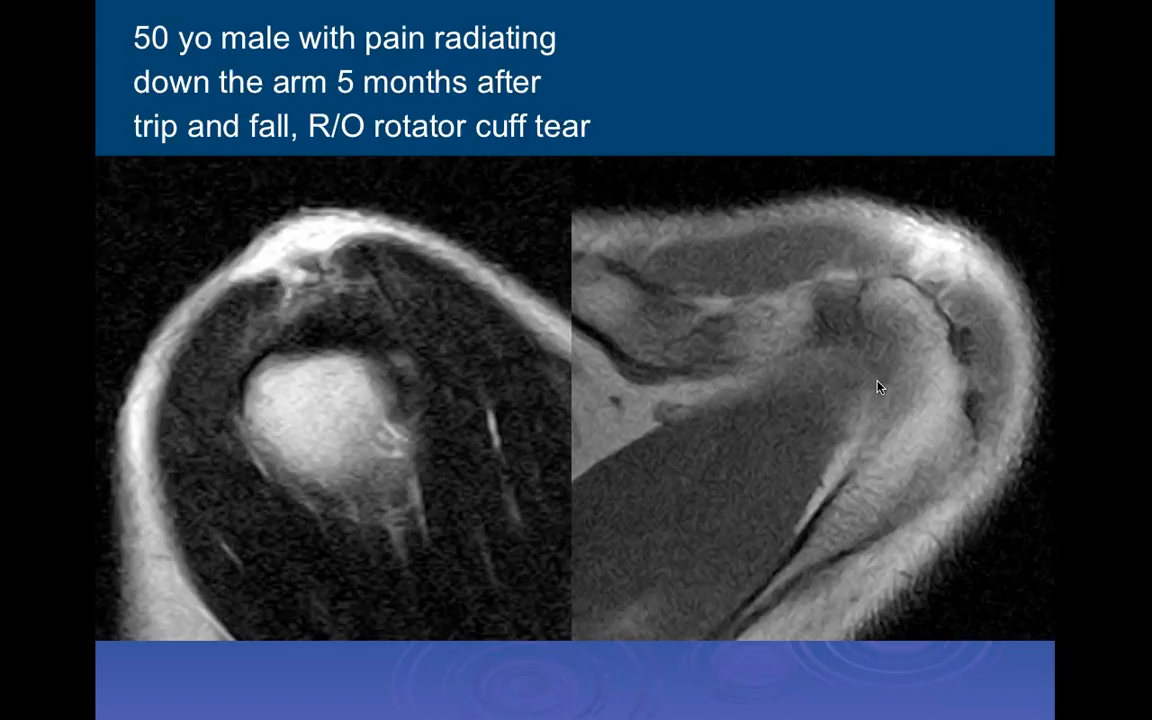 50 yo male with pain radiating
down the arm 5 months after
trip and fall, R/O rotator cuff tear